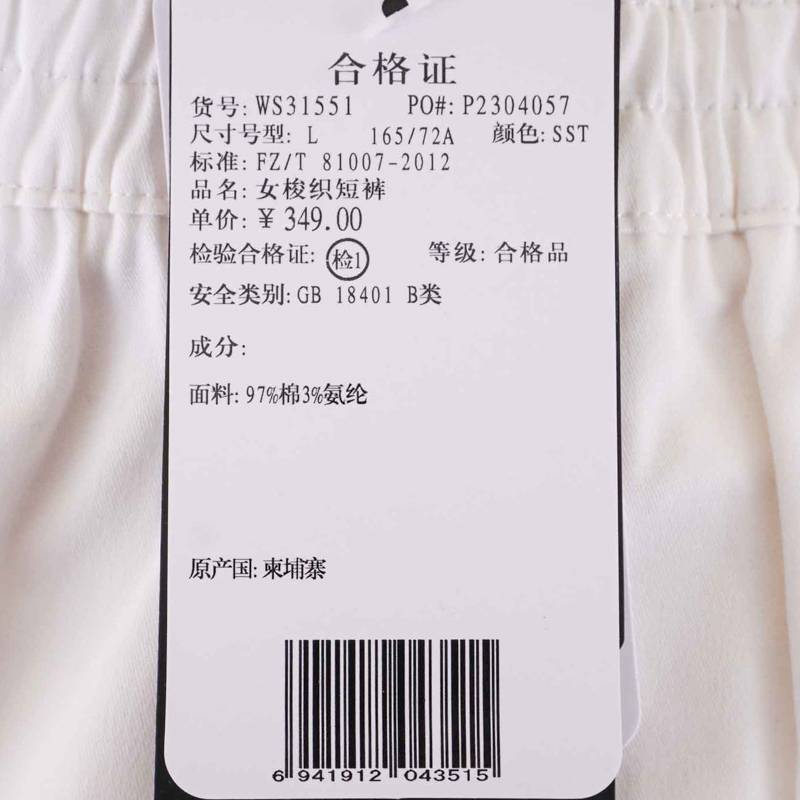 合格证
货号: WS31551 PO#: P2304057
尺寸号型: L 165/72A 颜色: SST
标准: FZ/T 81007-2012
品名: 女梭织短裤
单价: ¥ 349.00
检验合格证: 检1 等级: 合格品
安全类别: GB 18401 B类
成分:
面料: 97%棉3%氨纶
原产国: 柬埔寨
6 941912 043515